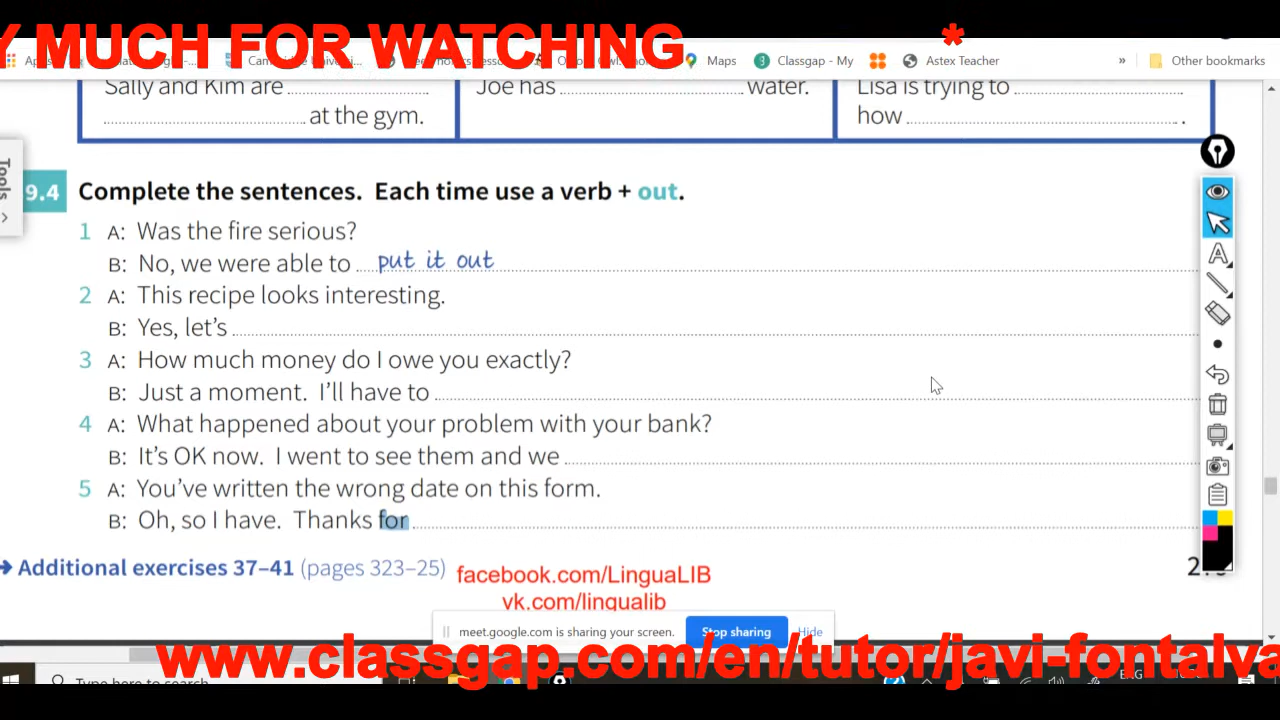 Y MUCH FOR WATCHING *
Maps Classgap - My Astex Teacher » Other bookmarks
Sally and Kim are
at the gym.
Joe has water.
Lisa is trying to
how .
Tools
9.4 Complete the sentences. Each time use a verb + out.
1 A: Was the fire serious?
B: No, we were able to put it out
2 A: This recipe looks interesting.
B: Yes, let's
3 A: How much money do I owe you exactly?
B: Just a moment. I'll have to
4 A: What happened about your problem with your bank?
B: It's OK now. I went to see them and we
5 A: You've written the wrong date on this form.
B: Oh, so I have. Thanks for
Additional exercises 37–41 (pages 323–25)
facebook.com/LinguaLIB
vk.com/lingualib
meet.google.com is sharing your screen. Stop sharing Hide
www.classgap.com/en/tutor/javi-fontalva
Type here to search
ENG